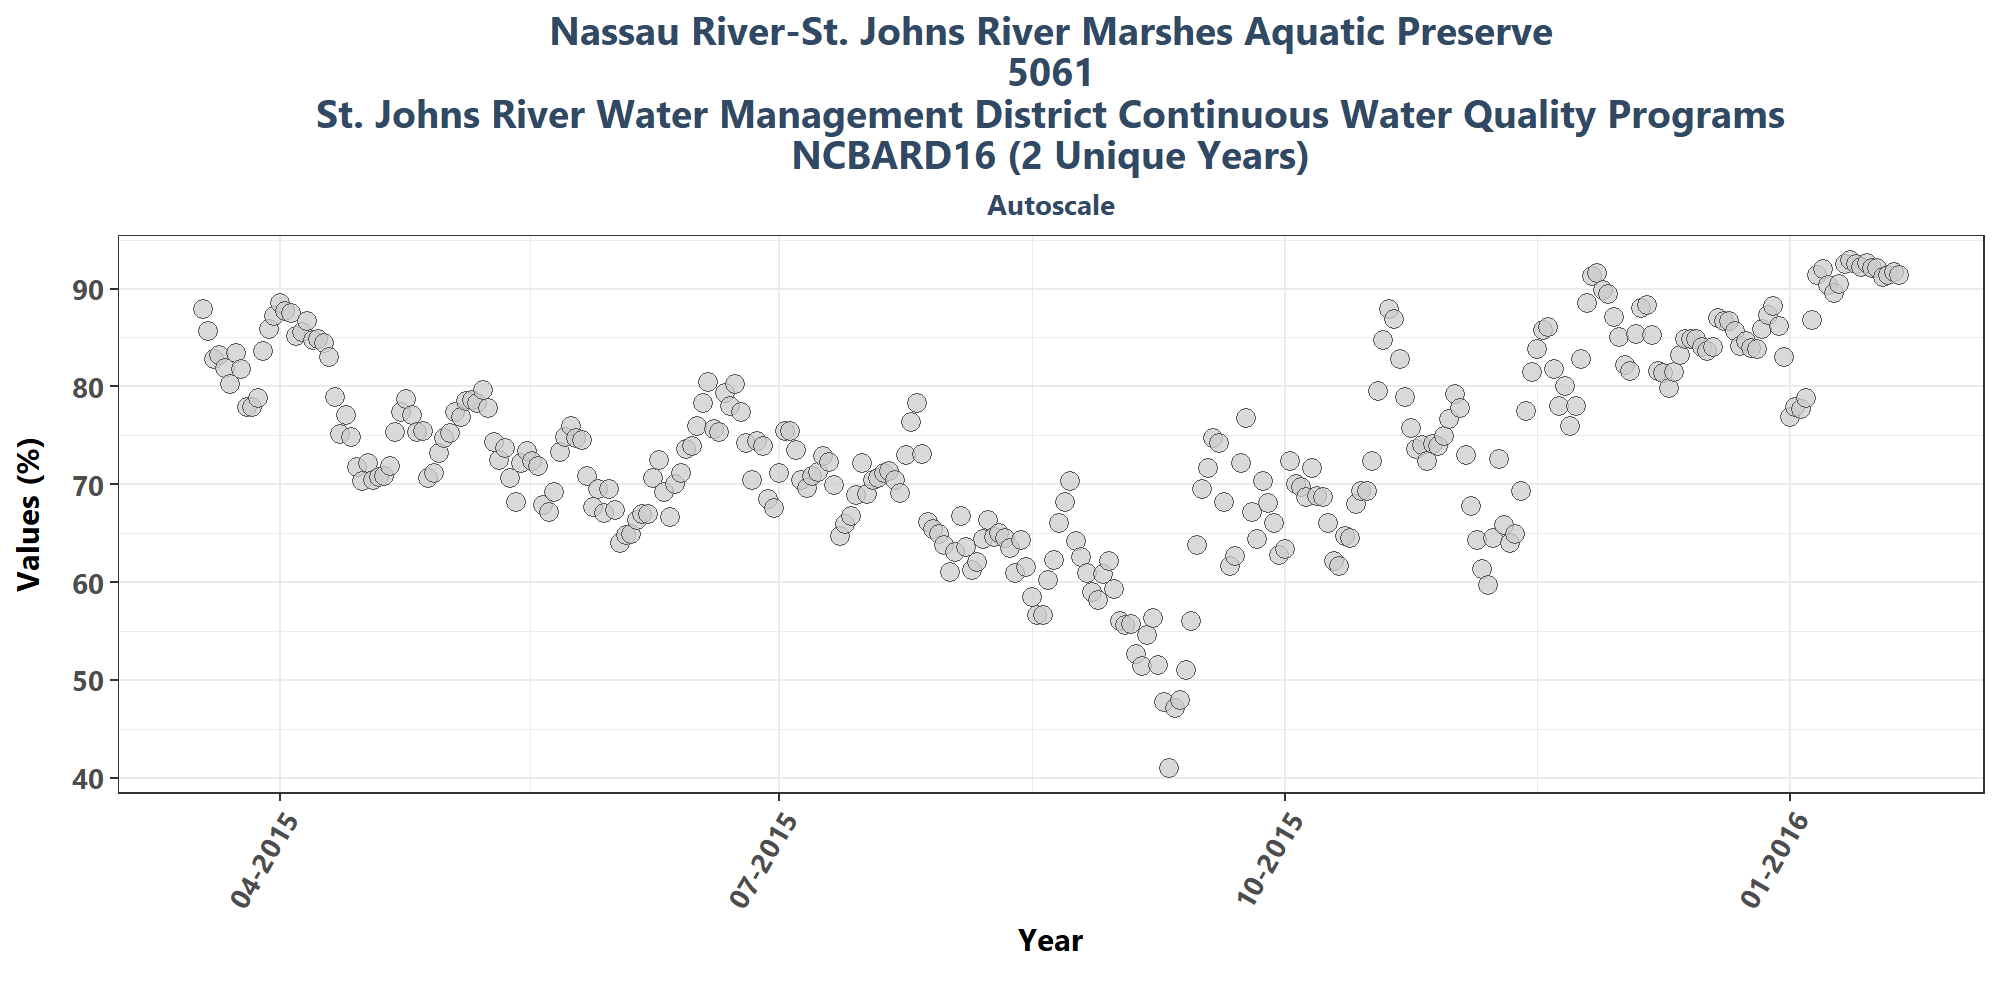 Nassau River-St. Johns River Marshes Aquatic Preserve
5061
St. Johns River Water Management District Continuous Water Quality Programs
NCBARD16 (2 Unique Years)
Autoscale
Values (%)
90
80
70
60
50
40
04-2015
07-2015
10-2015
01-2016
Year